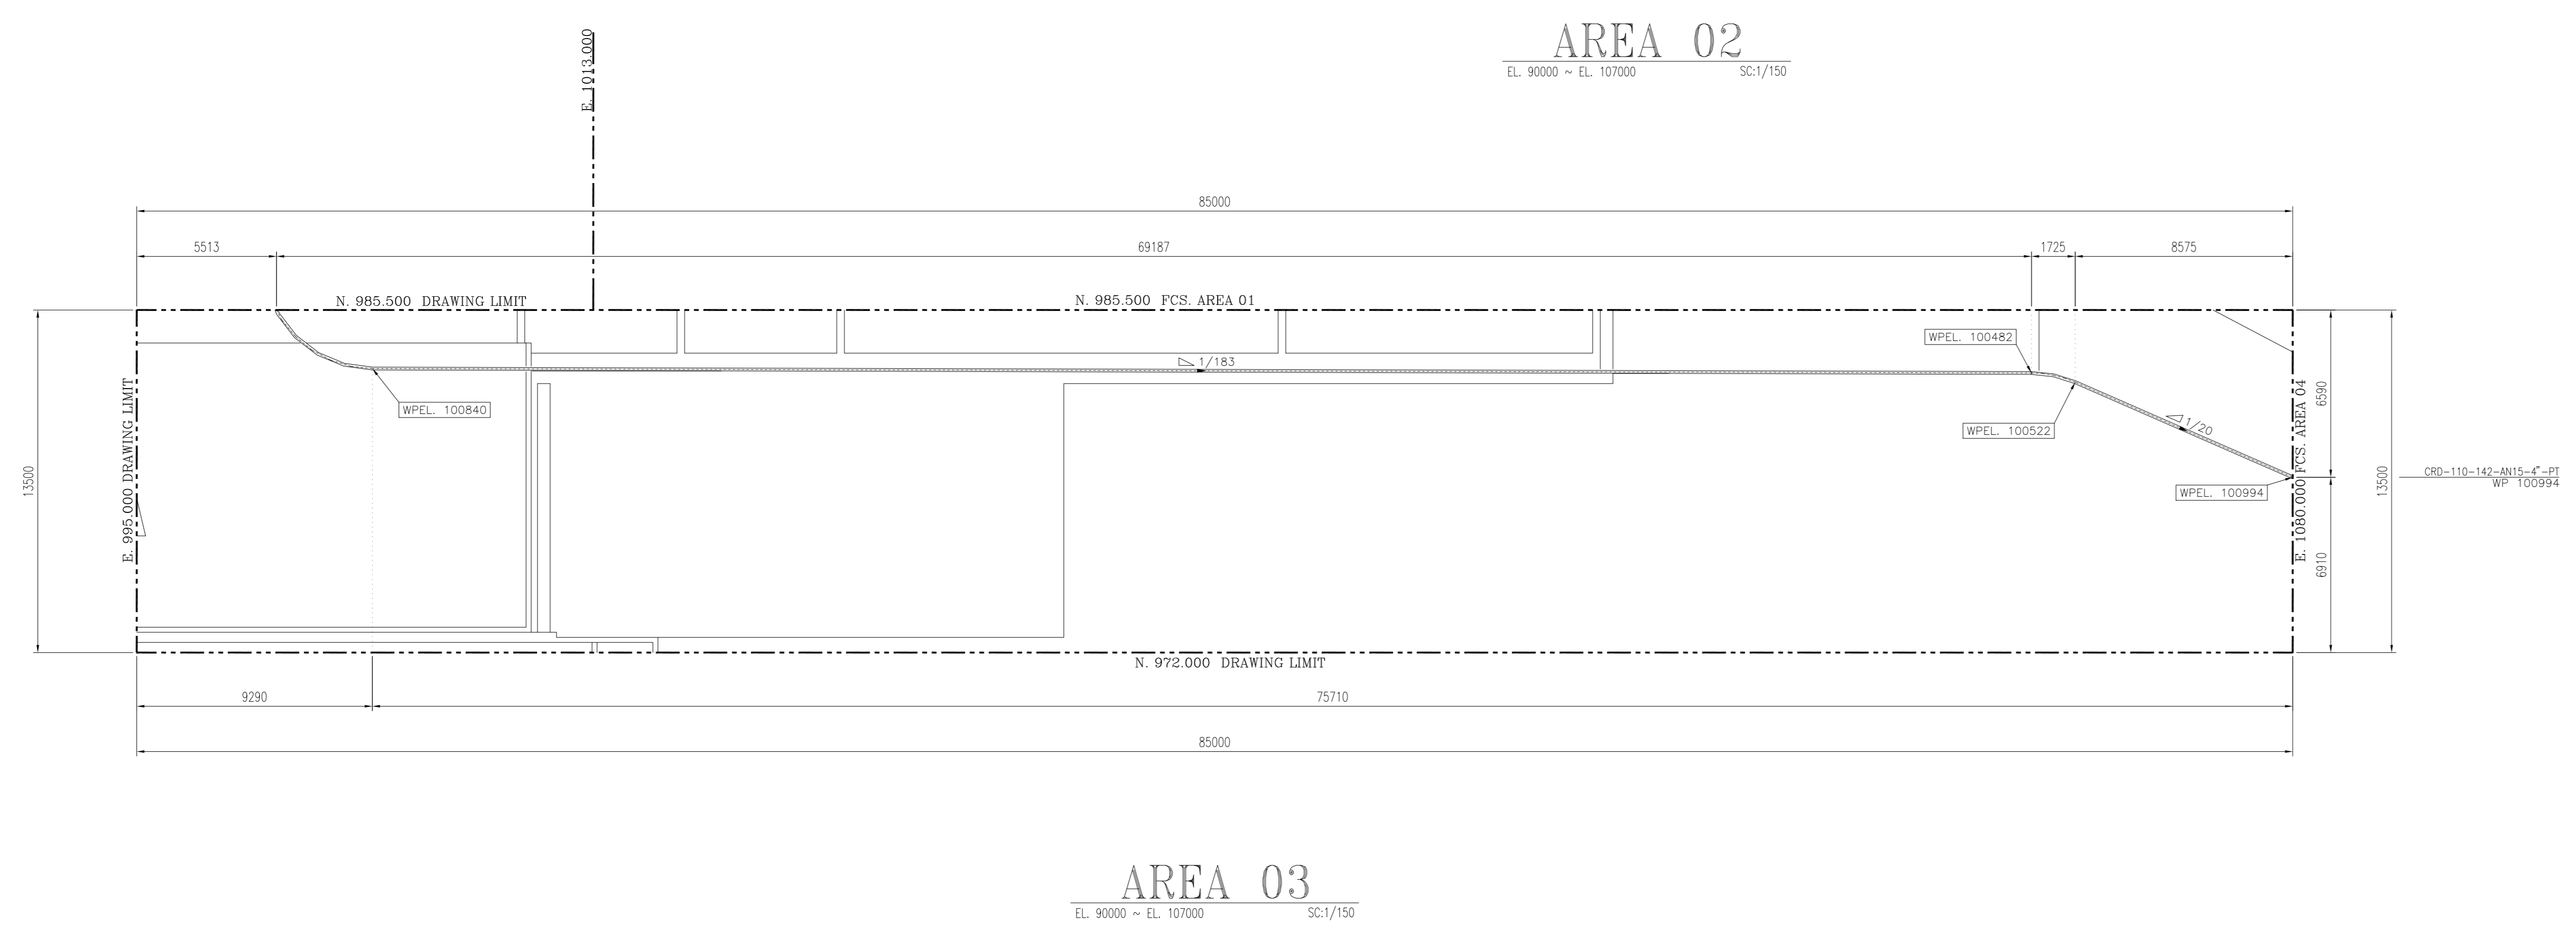 AREA 02
EL. 90000 ~ EL. 107000 SC:1/150
E. 1013.000
85000
5513 69187 1725 8575
N. 985.500 DRAWING LIMIT
N. 985.500 FCS. AREA 01
WPEL. 100482
1/183
WPEL. 100840
WPEL. 100522
1/20
WPEL. 100994
E. 995.000 DRAWING LIMIT
E. 1080.000 FCS. AREA 04
13500
6590
6910
13500
CRD-110-142-AN15-4"-PT
WP 100994
N. 972.000 DRAWING LIMIT
9290 75710
85000
AREA 03
EL. 90000 ~ EL. 107000 SC:1/150